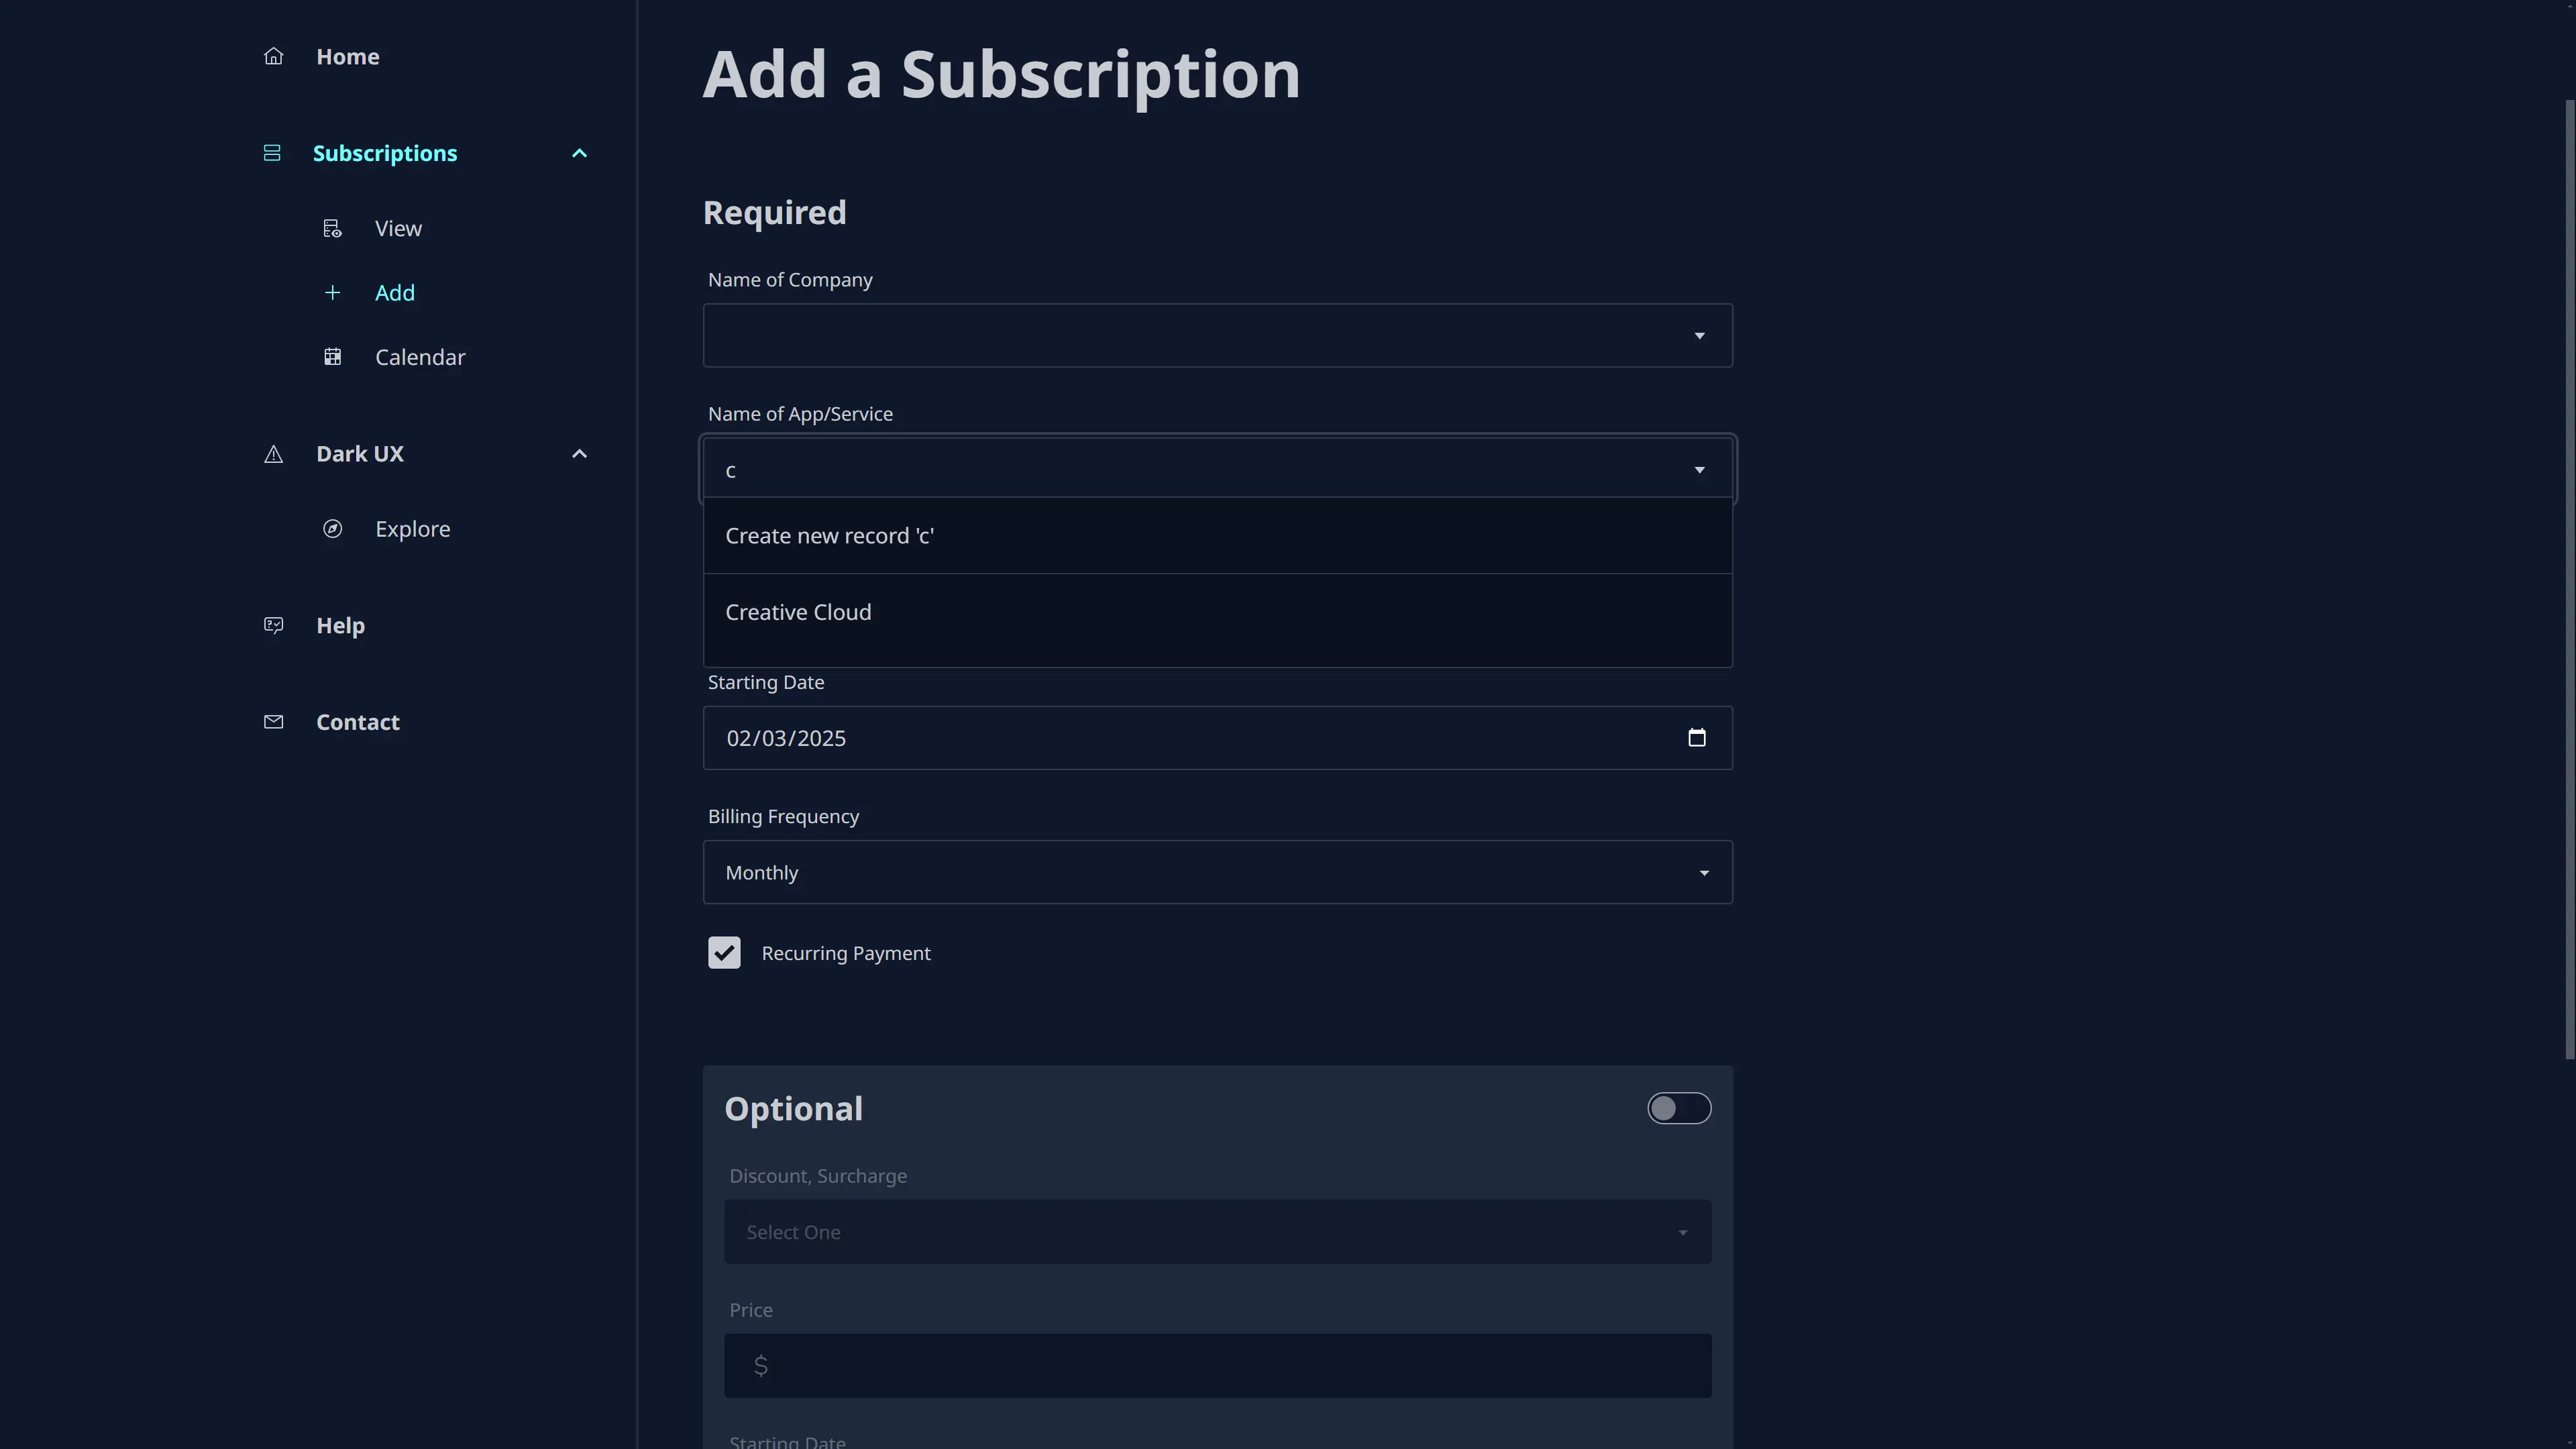 Home
Subscriptions
View
Add
Calendar
Dark UX
Explore
Help
Contact
Add a Subscription
Required
Name of Company
Name of App/Service
c
Create new record 'c'
Creative Cloud
Starting Date
02/03/2025
Billing Frequency
Monthly
Recurring Payment
Optional
Discount, Surcharge
Select One
Price
$
Starting Date